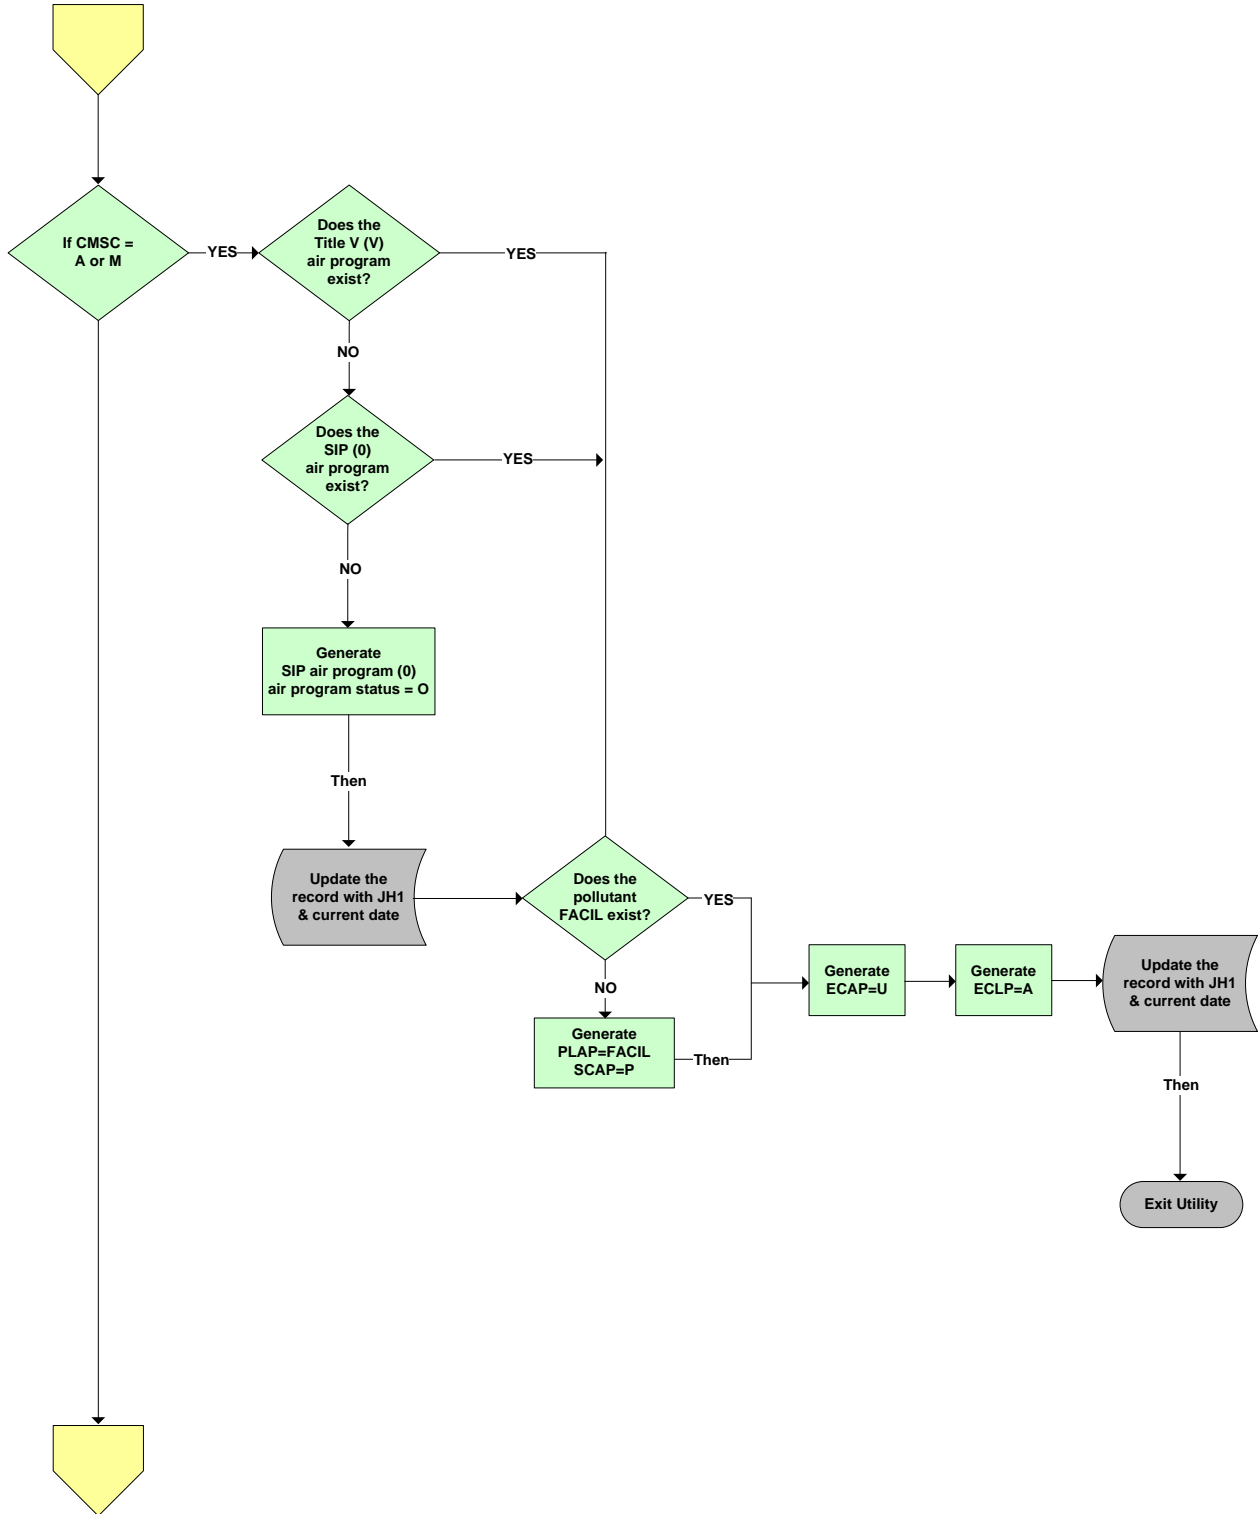 If CMSC =
A or M
YES
Does the
Title V (V)
air program
exist?
YES
NO
Does the
SIP (0)
air program
exist?
YES
NO
Generate
SIP air program (0)
air program status = O
Then
Update the
record with JH1
& current date
Does the
pollutant
FACIL exist?
YES
NO
Generate
PLAP=FACIL
SCAP=P
Then
Generate
ECAP=U
Generate
ECLP=A
Update the
record with JH1
& current date
Then
Exit Utility